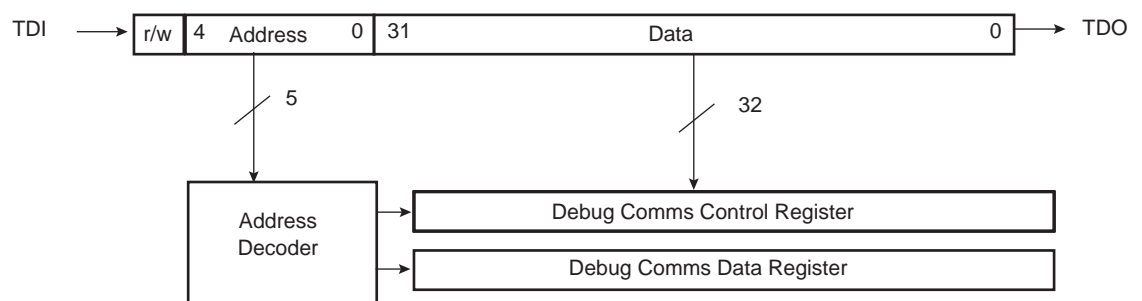 TDI r/w 4 Address 0 31 Data 0 TDO
5
32
Address
Decoder
Debug Comms Control Register
Debug Comms Data Register